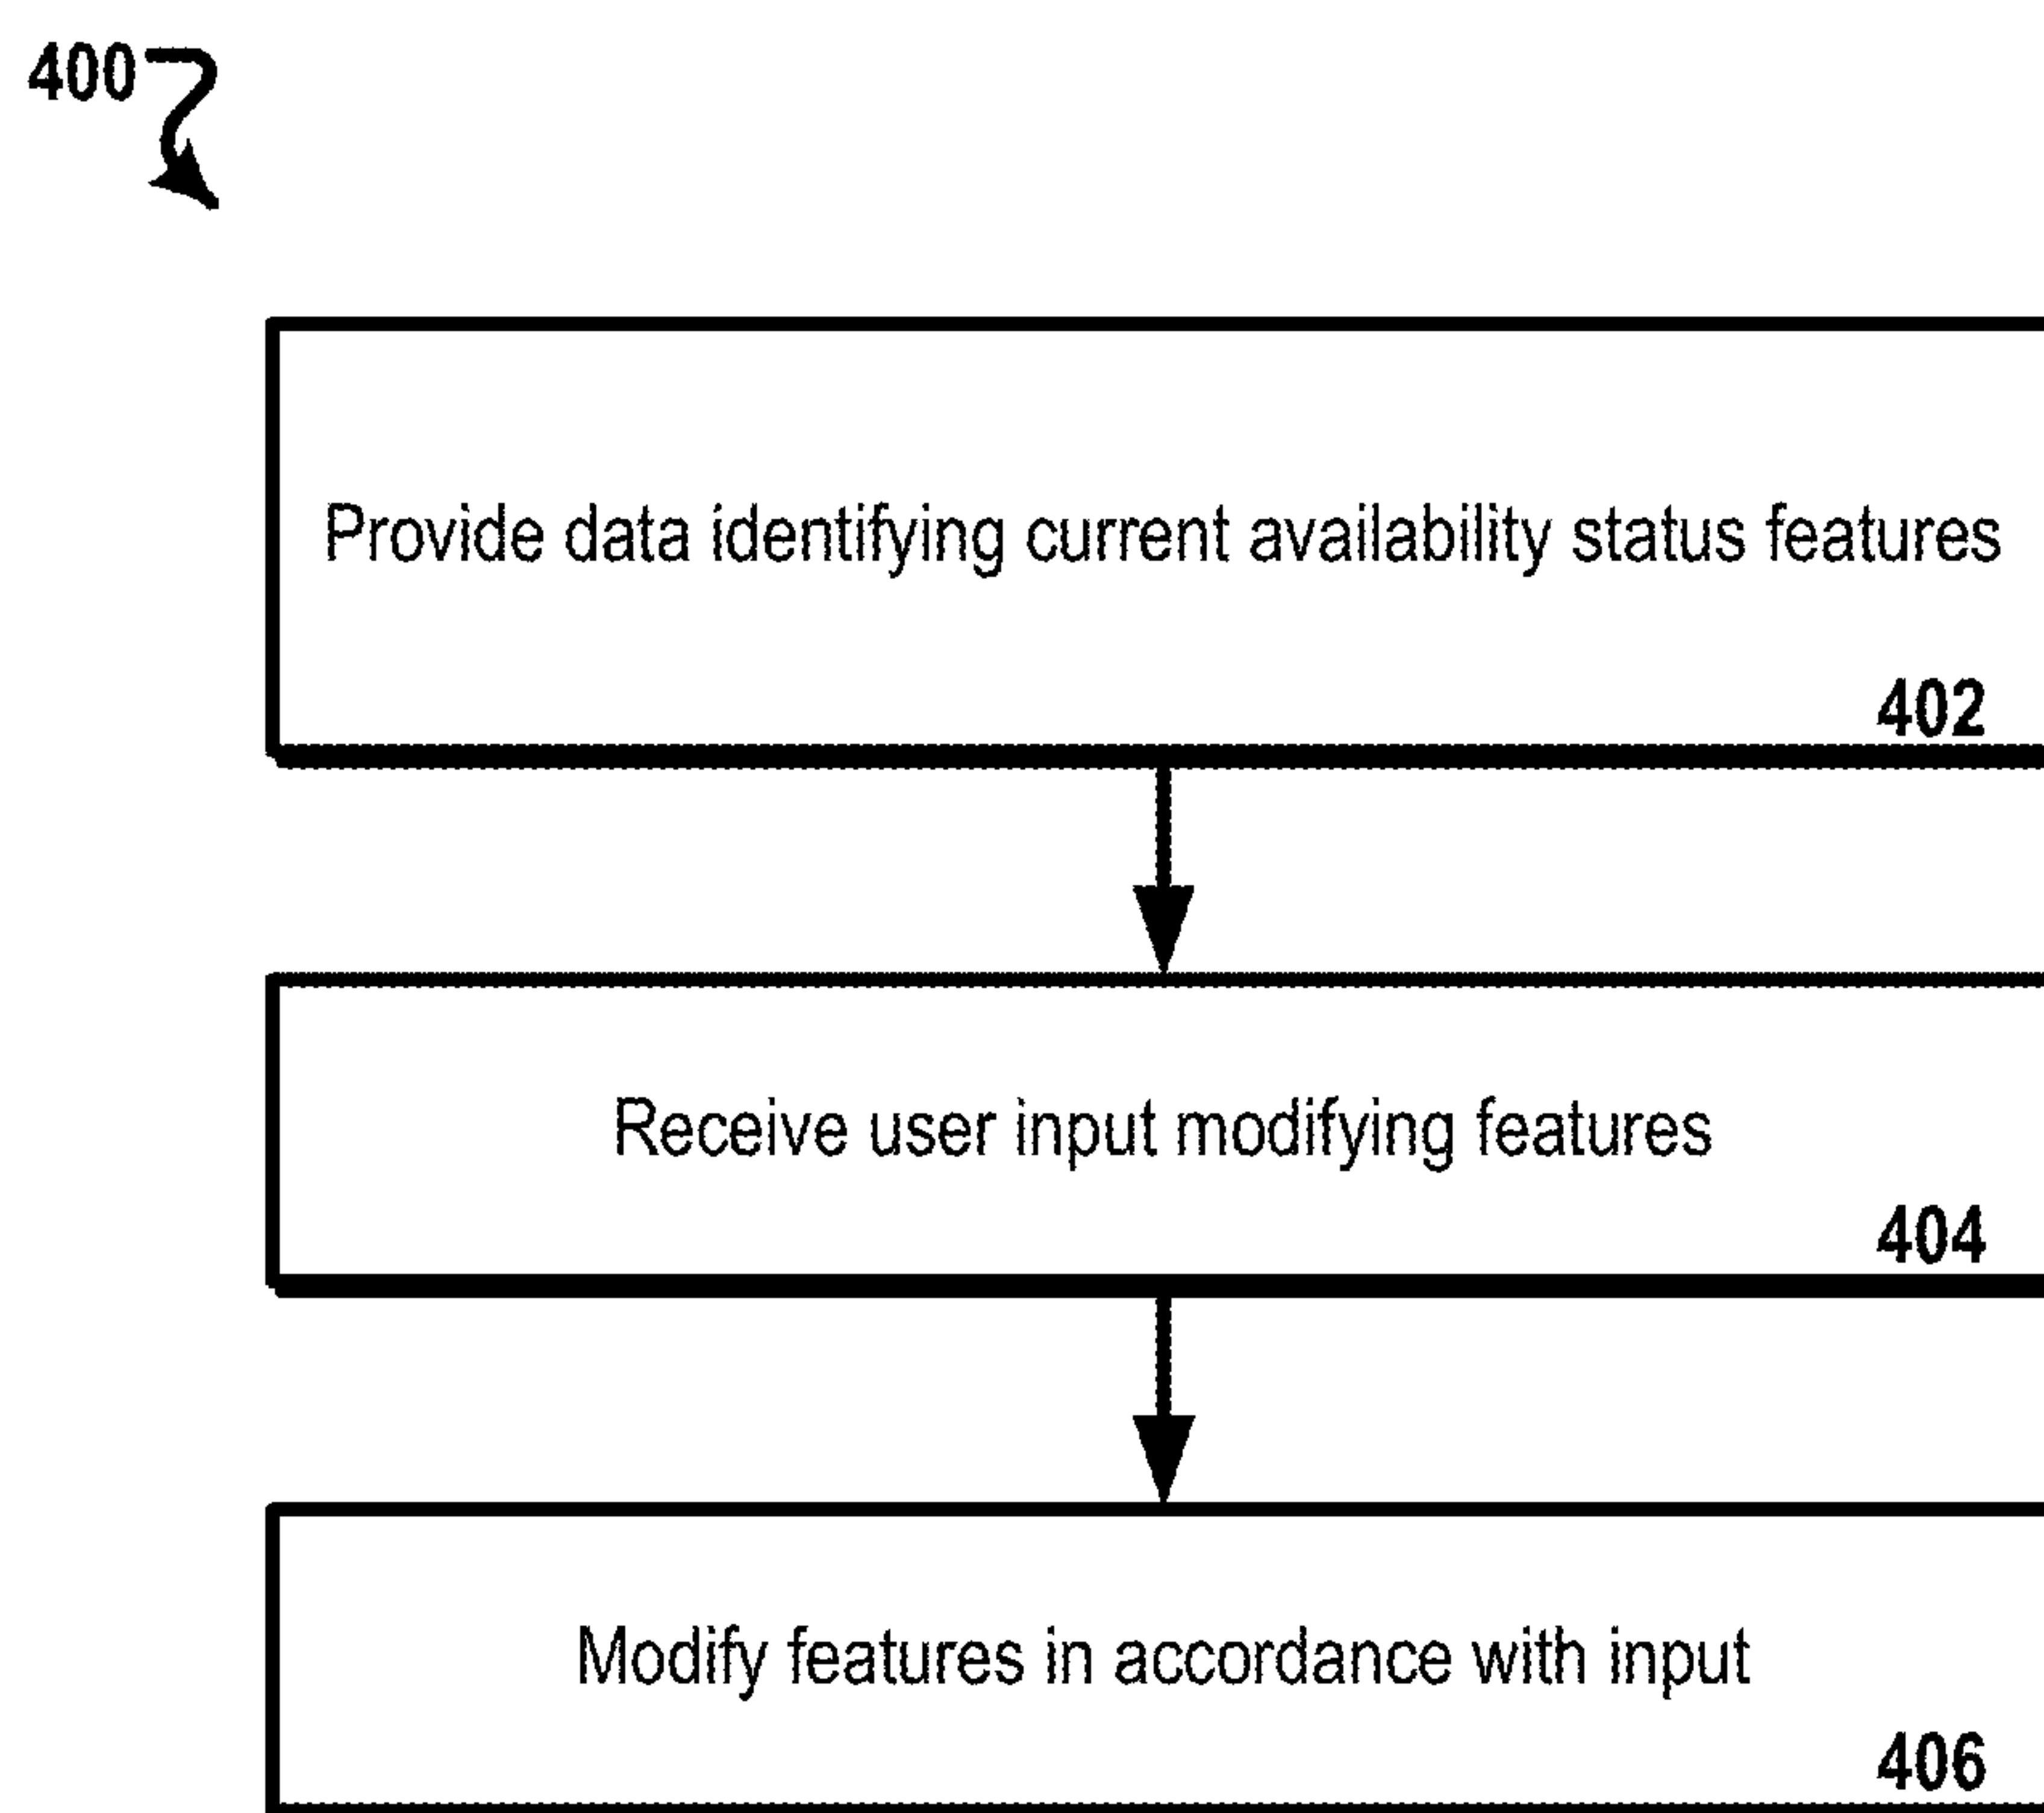 400
Provide data identifying current availability status features
402
Receive user input modifying features
404
Modify features in accordance with input
406